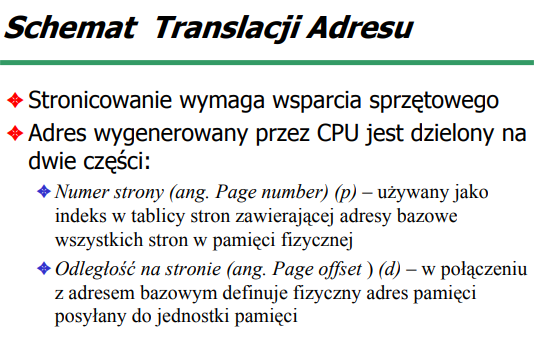 Schemat Translacji Adresu
Stronicowanie wymaga wsparcia sprzętowego
Adres wygenerowany przez CPU jest dzielony na
dwie części:
Numer strony (ang. Page number) (p) – używany jako
indeks w tablicy stron zawierającej adresy bazowe
wszystkich stron w pamięci fizycznej
Odległość na stronie (ang. Page offset ) (d) – w połączeniu
z adresem bazowym definuje fizyczny adres pamięci
posyłany do jednostki pamięci